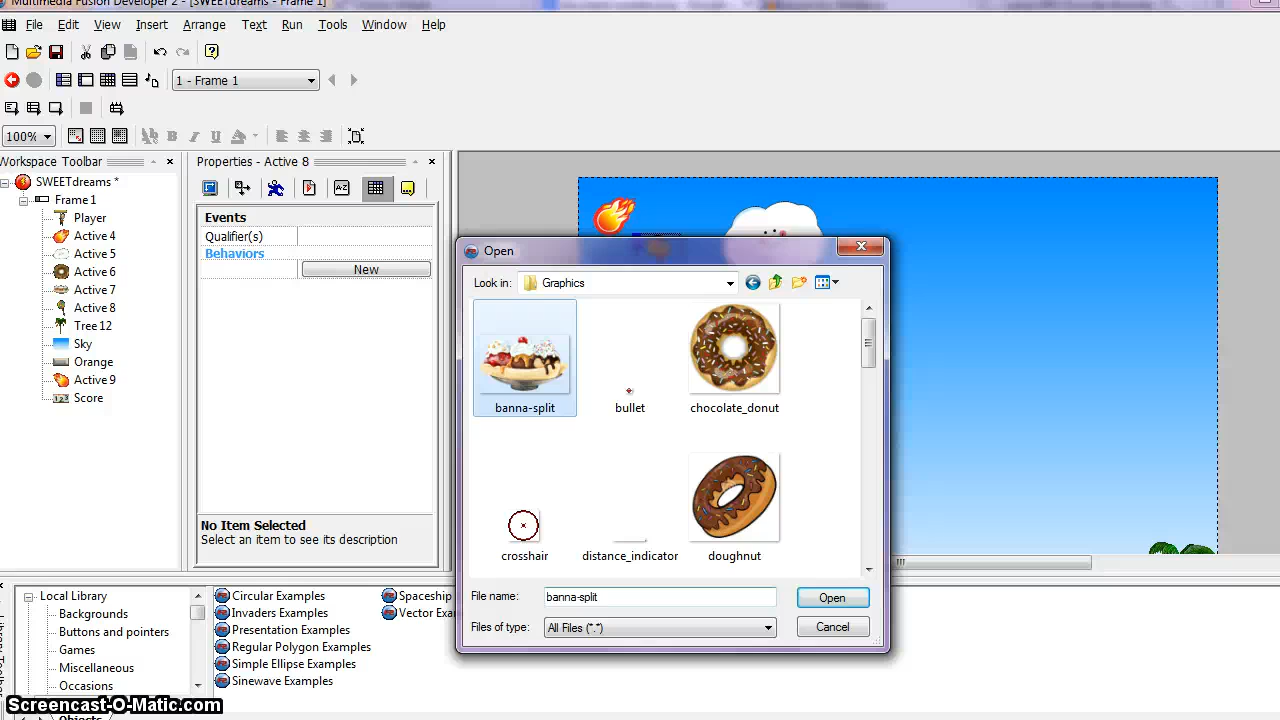 Multimedia Fusion Developer 2 - [SWEETdreams - Frame 1]
File Edit View Insert Arrange Text Run Tools Window Help
1 - Frame 1
100%
B I U A
Workspace Toolbar
SWEETdreams *
Frame 1
Player
Active 4
Active 5
Active 6
Active 7
Active 8
Tree 12
Sky
Orange
Active 9
Score
Properties - Active 8
Events
Qualifier(s)
Behaviors
New
No Item Selected
Select an item to see its description
Open
Look in: Graphics
banna-split bullet chocolate_donut
crosshair distance_indicator doughnut
File name: banna-split Open
Files of type: All Files (*.*) Cancel
Local Library
Backgrounds
Buttons and pointers
Games
Miscellaneous
Occasions
Circular Examples
Invaders Examples
Presentation Examples
Regular Polygon Examples
Simple Ellipse Examples
Sinewave Examples
Spaceship
Vector Exa
Objects
Screencast-O-Matic.com